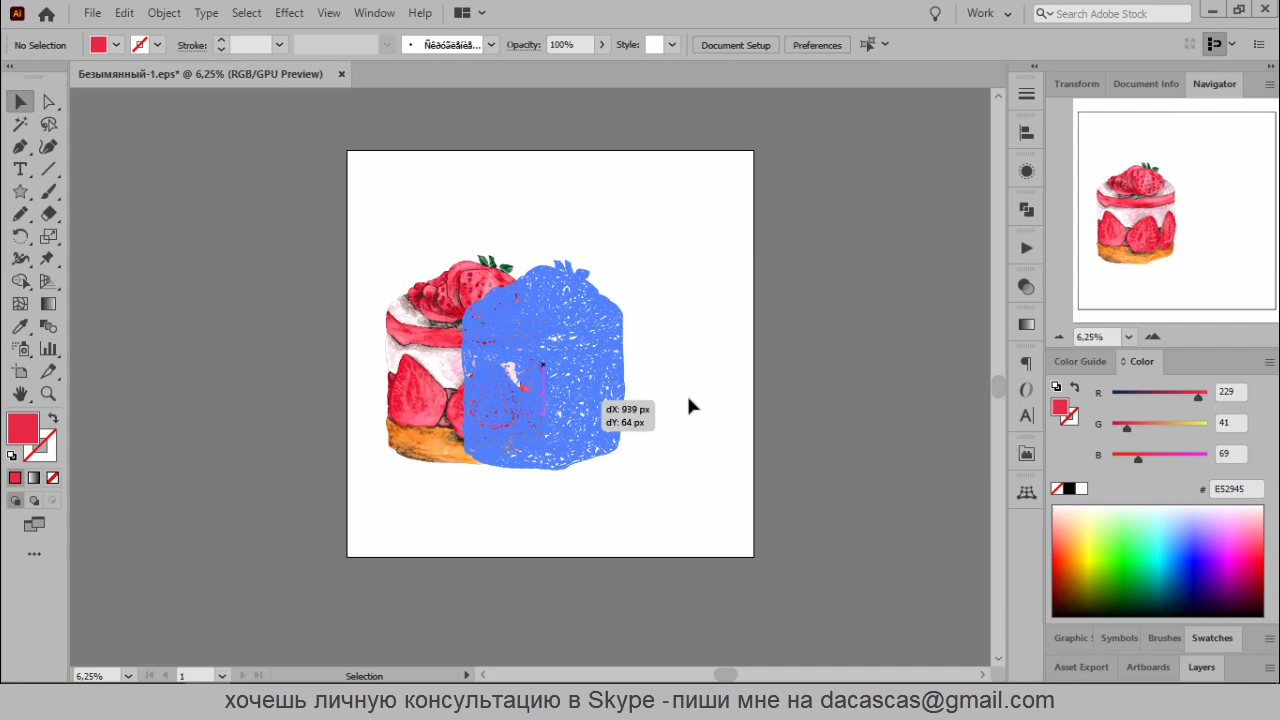 Ai File Edit Object Type Select Effect View Window Help Work Search Adobe Stock
No Selection Stroke: Ñêàóãëåíèå... Opacity: 100% Style: Document Setup Preferences
Безымянный-1.eps* @ 6,25% (RGB/GPU Preview)
Transform Document Info Navigator
6,25%
Color Guide Color
R 229
G 41
B 69
# E52945
dX: 939 px
dY: 64 px
Graphic S Symbols Brushes Swatches
Asset Export Artboards Layers
6,25% 1 Selection
хочешь личную консультацию в Skype -пиши мне на dacascas@gmail.com